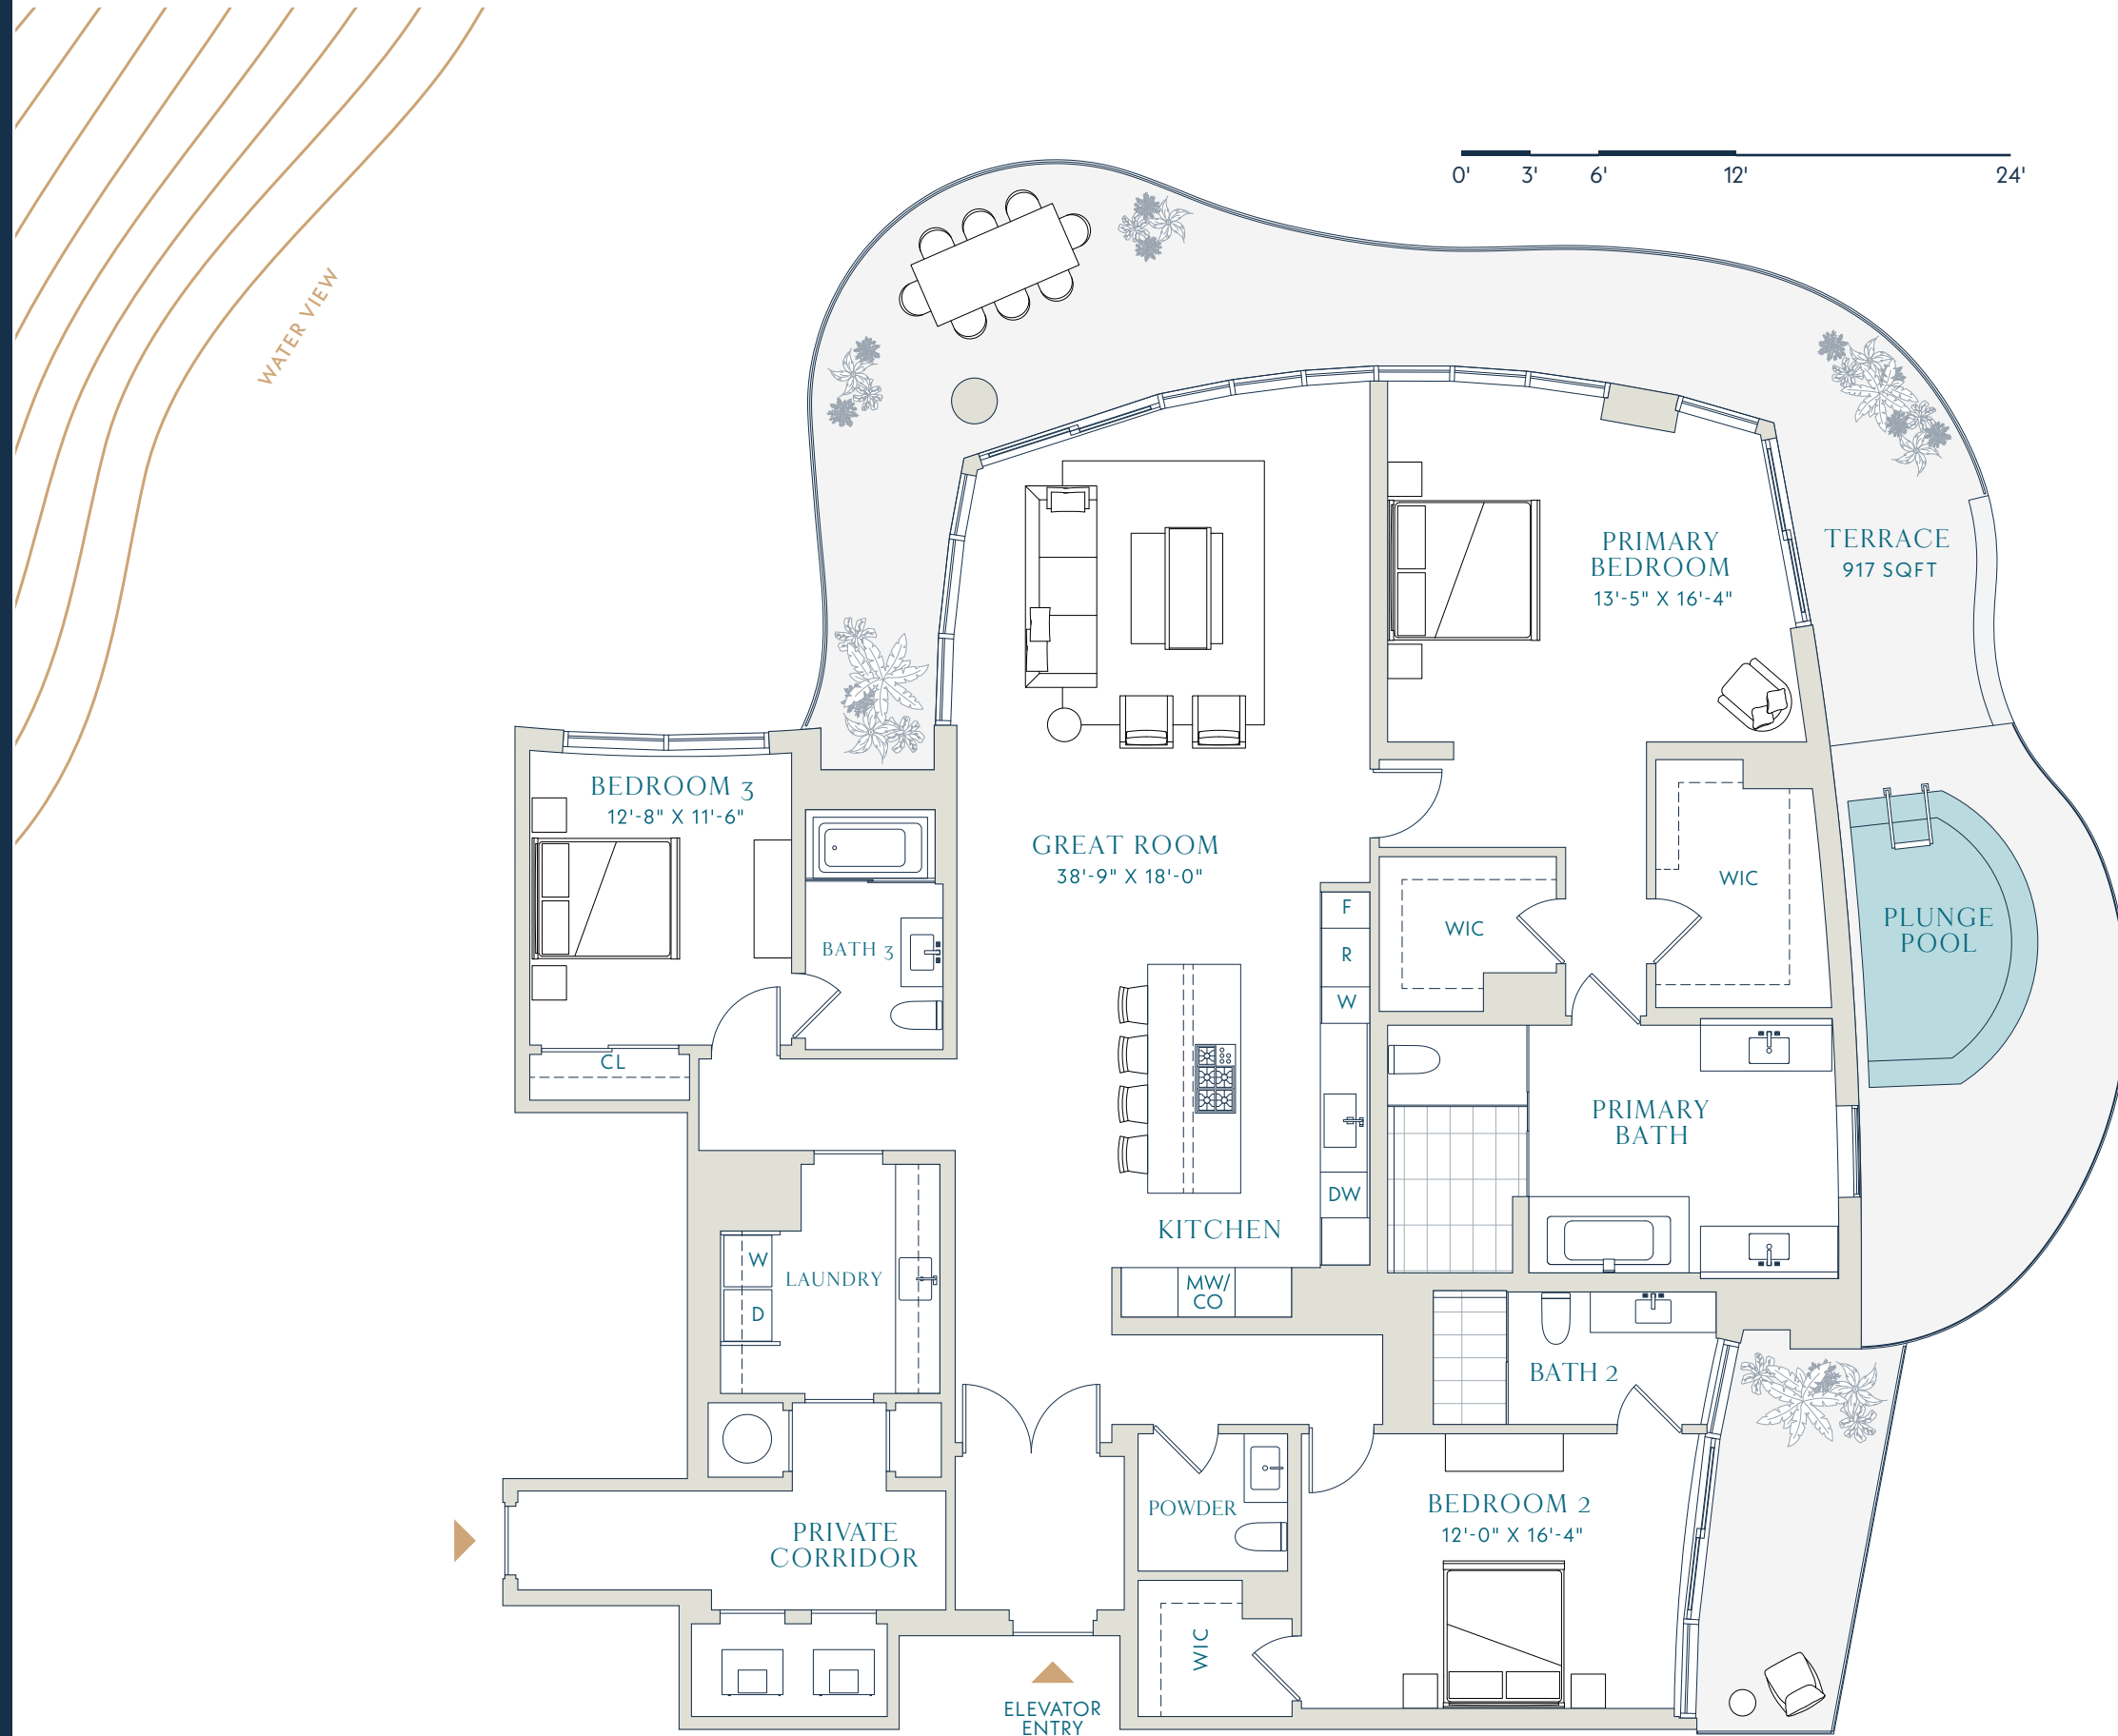 0' 3' 6' 12' 24'
WATER VIEW
TERRACE
917 SQFT
PRIMARY
BEDROOM
13'-5" X 16'-4"
BEDROOM 3
12'-8" X 11'-6"
GREAT ROOM
38'-9" X 18'-0"
F
R
W
WIC
WIC
PLUNGE
POOL
BATH 3
CL
PRIMARY
BATH
DW
KITCHEN
MW/
CO
W
D
LAUNDRY
BATH 2
POWDER
BEDROOM 2
12'-0" X 16'-4"
PRIVATE
CORRIDOR
WIC
ELEVATOR
ENTRY